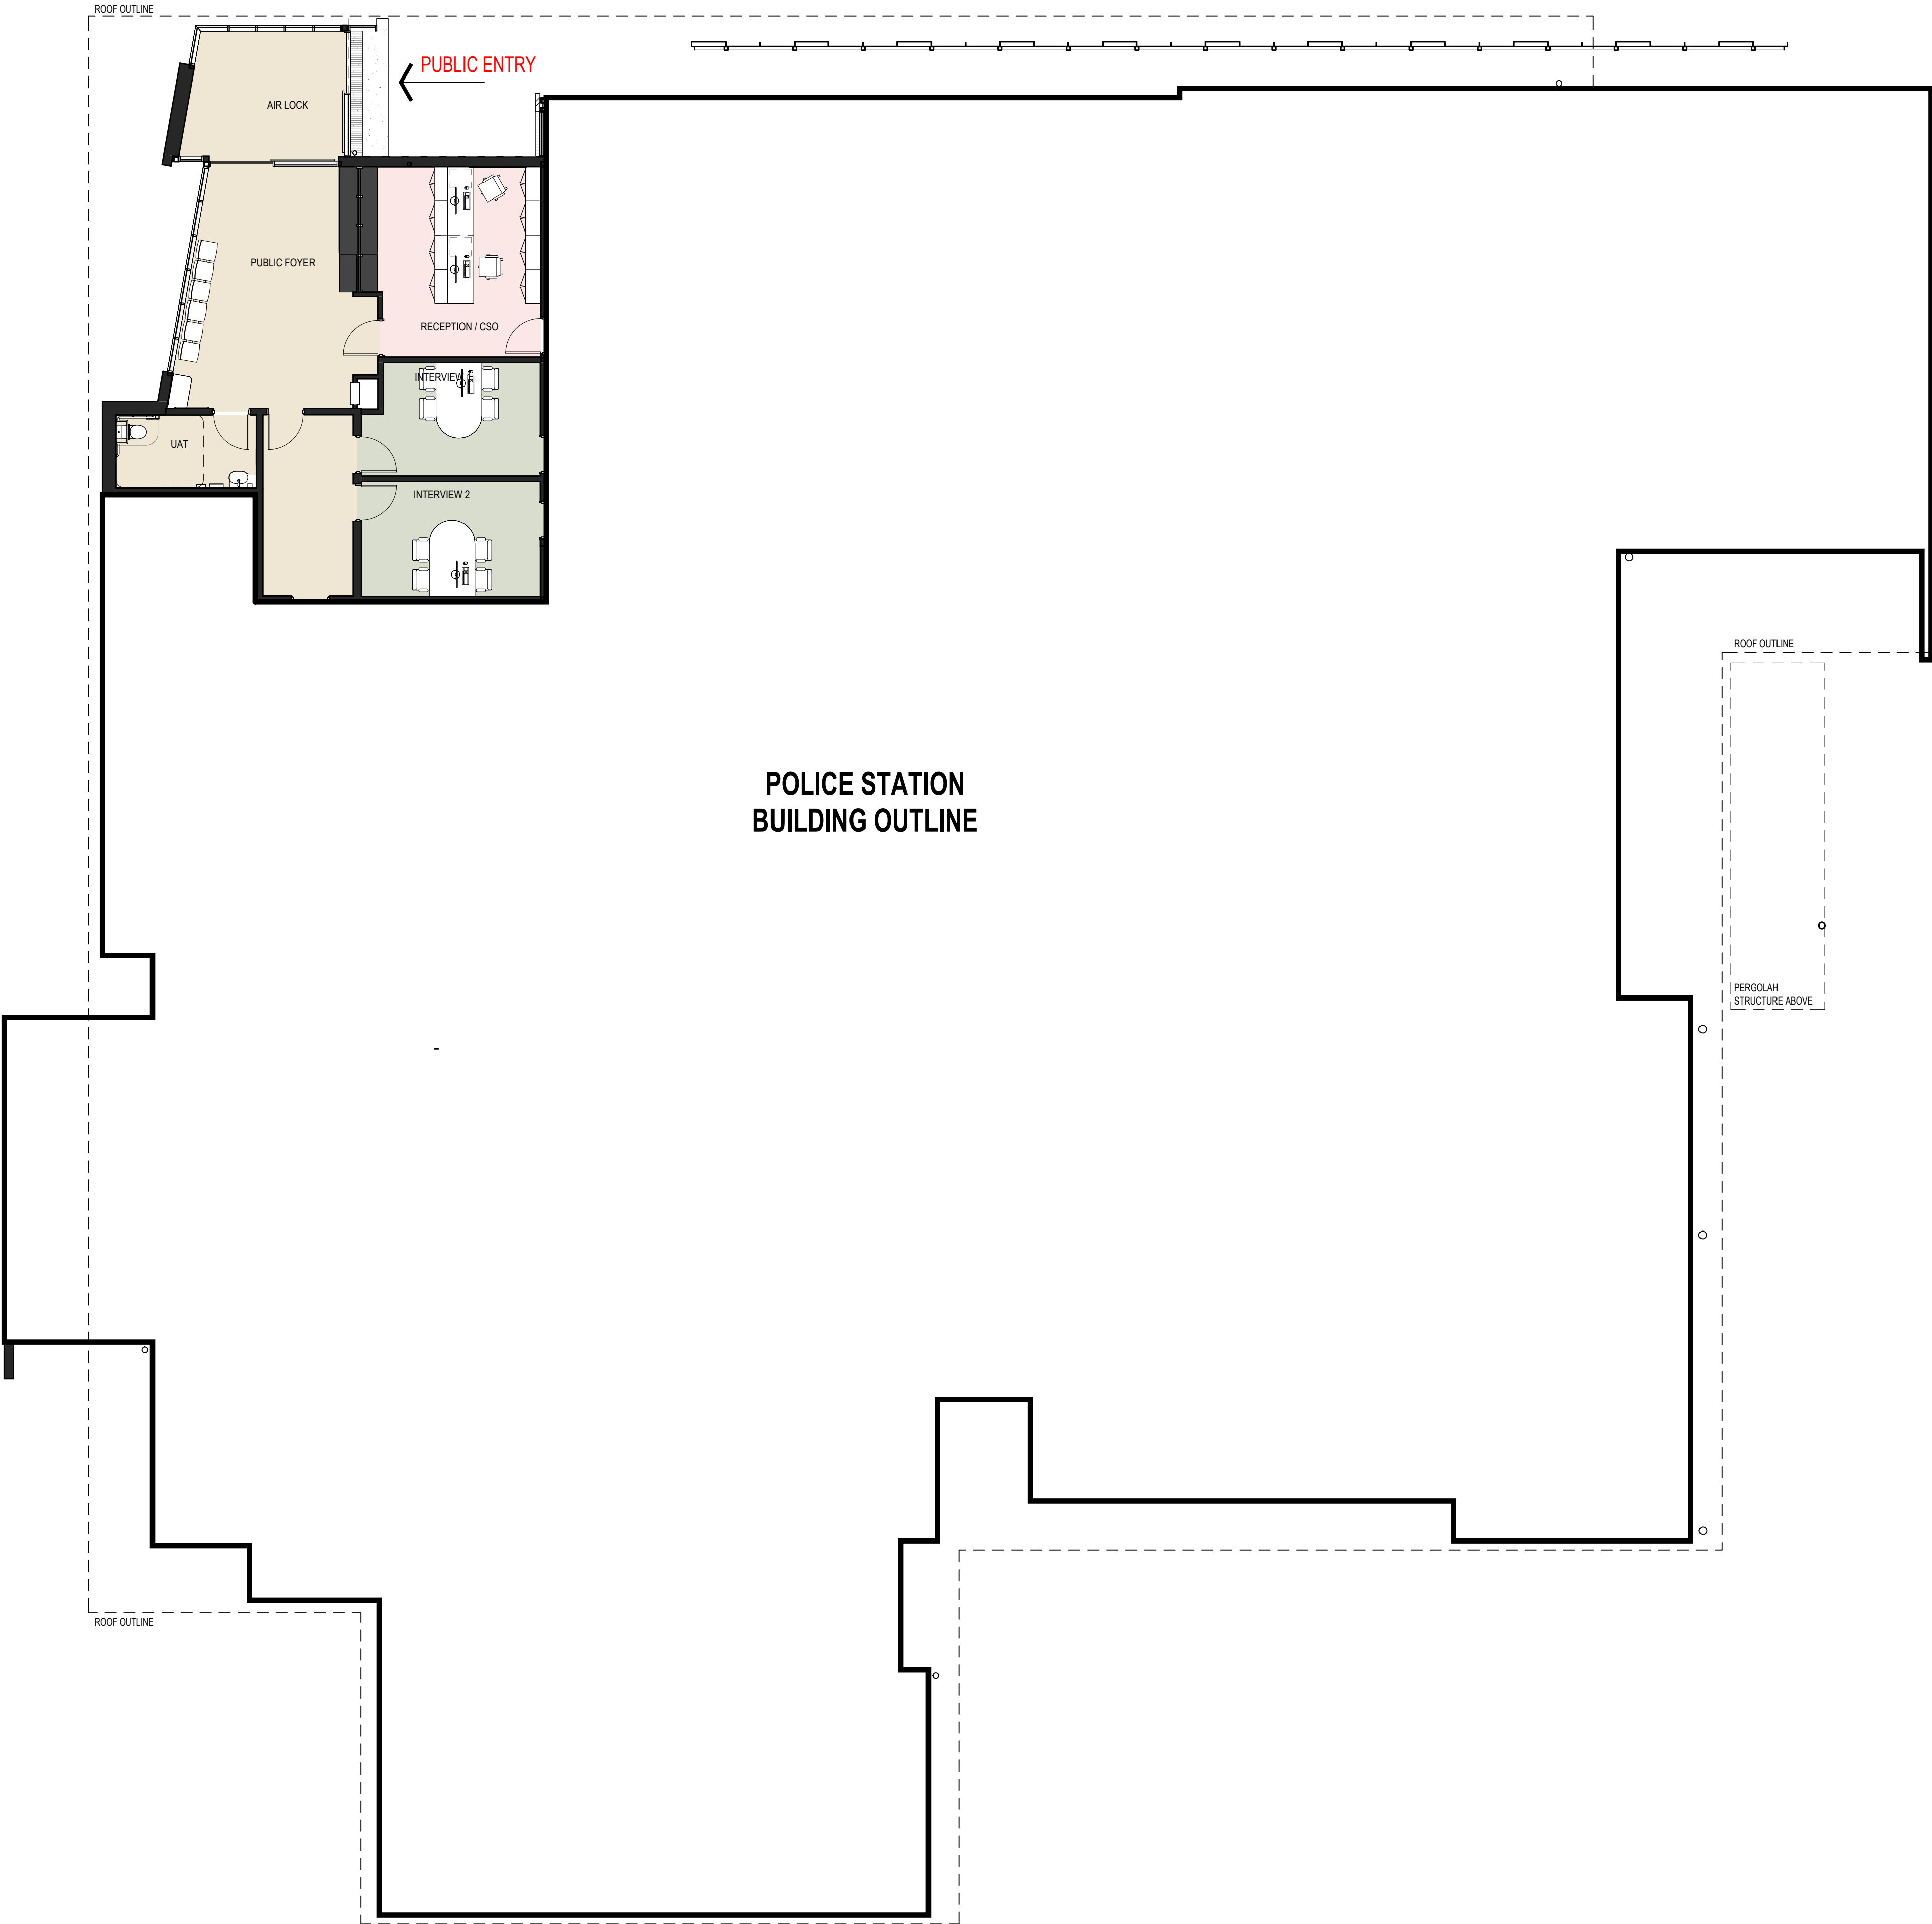 ROOF OUTLINE
PUBLIC ENTRY
AIR LOCK
PUBLIC FOYER
RECEPTION / CSO
INTERVIEW
UAT
INTERVIEW 2
ROOF OUTLINE
POLICE STATION
BUILDING OUTLINE
PERGOLAH
STRUCTURE ABOVE
-
ROOF OUTLINE